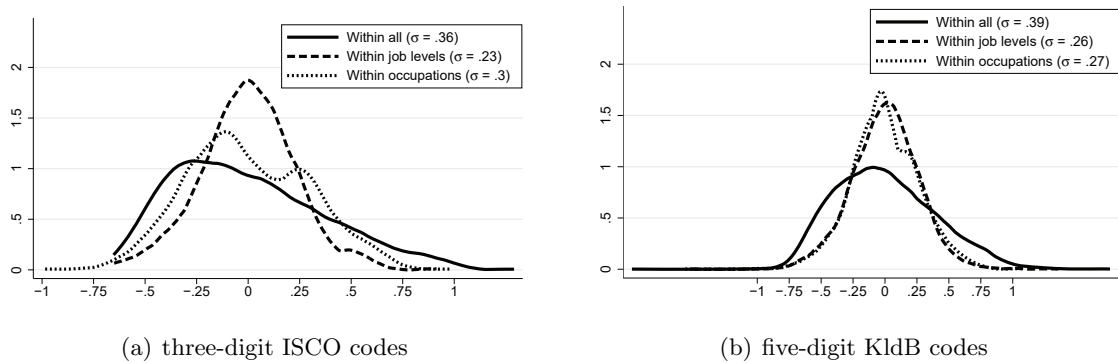 Within all (σ = .36)
Within job levels (σ = .23)
Within occupations (σ = .3)
2
1.5
1
.5
0
-1 -.75 -.5 -.25 0 .25 .5 .75 1
(a) three-digit ISCO codes
Within all (σ = .39)
Within job levels (σ = .26)
Within occupations (σ = .27)
2
1.5
1
.5
0
-1 -.75 -.5 -.25 0 .25 .5 .75 1
(b) five-digit KldB codes